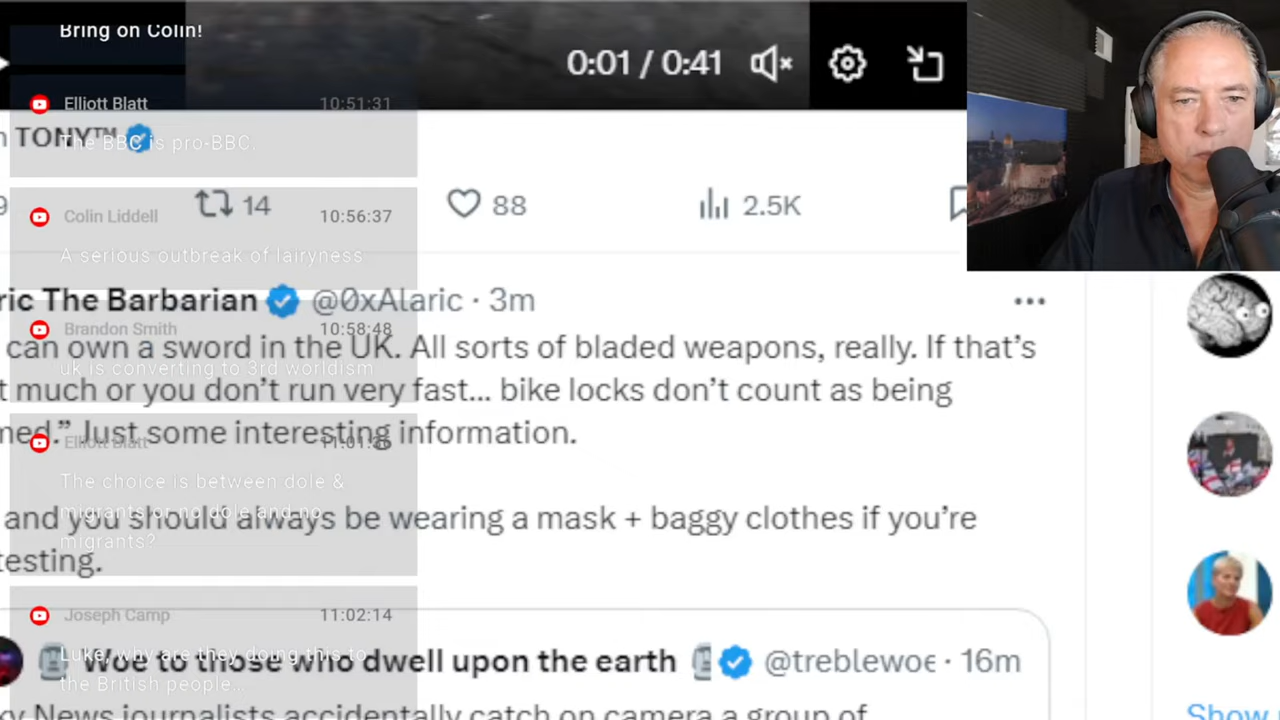 Bring on Colin!
0:01 / 0:41
Elliott Blatt 10:51:31
TONY™
The BBC is pro-BBC.
14 88 2.5K
Colin Liddell 10:56:37
A serious outbreak of lairyness
ric The Barbarian @0xAlaric · 3m
Brandon Smith 10:58:48
can own a sword in the UK. All sorts of bladed weapons, really. If that’s
uk is converting to 3rd worldism
t much or you don’t run very fast... bike locks don’t count as being
med.” Just some interesting information.
Elliott Blatt 11:01:26
The choice is between dole &
migrants or no dole and no
migrants?
and you should always be wearing a mask + baggy clothes if you’re
testing.
Joseph Camp 11:02:14
Luke, why are they doing this to
the British people...
Woe to those who dwell upon the earth @treblewoe · 16m
ky News journalists accidentally catch on camera a group of
Show